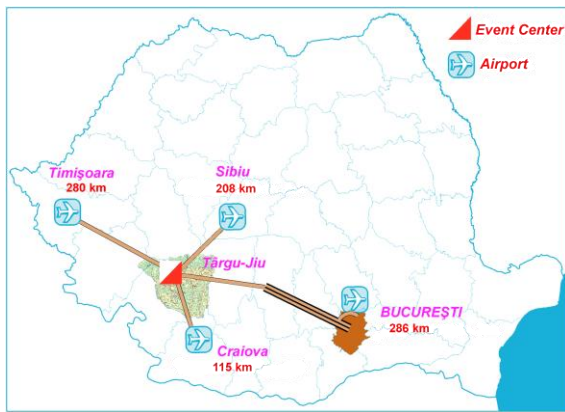 Event Center
Airport
Timişoara
280 km
Sibiu
208 km
Târgu-Jiu
BUCUREŞTI
286 km
Craiova
115 km